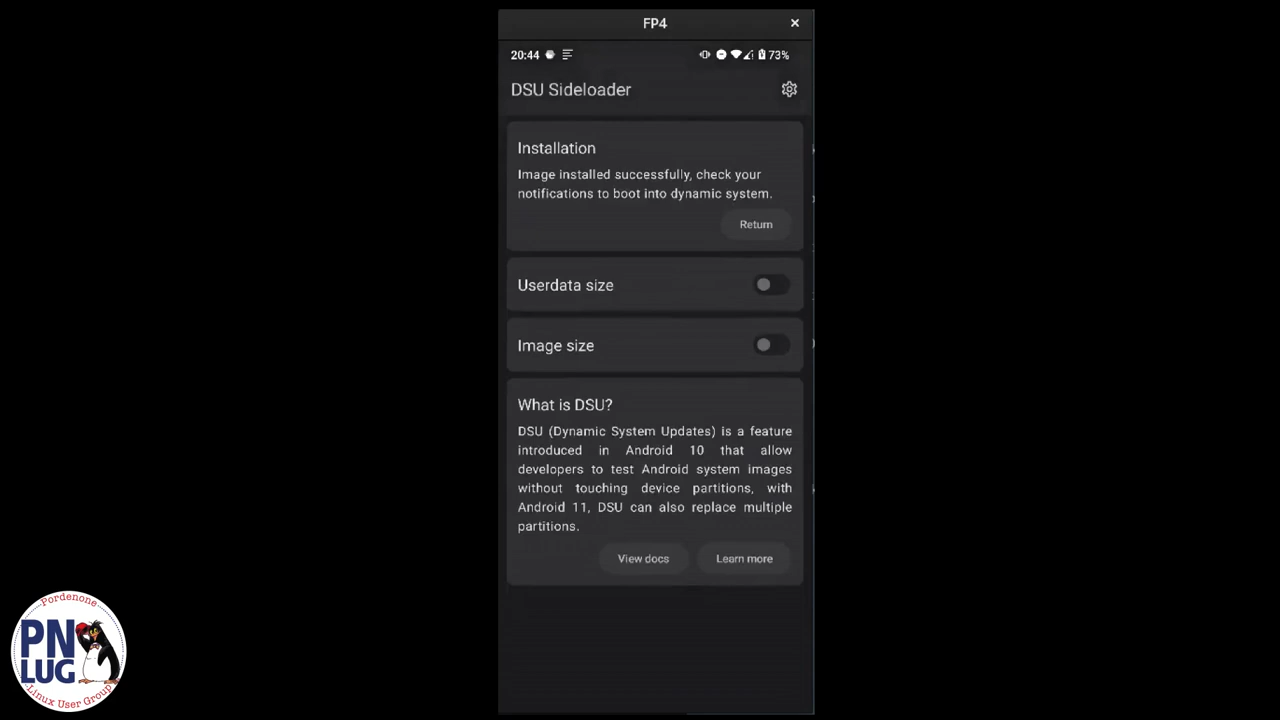 FP4
20:44
73%
DSU Sideloader
Installation
Image installed successfully, check your
notifications to boot into dynamic system.
Return
Userdata size
Image size
What is DSU?
DSU (Dynamic System Updates) is a feature
introduced in Android 10 that allow
developers to test Android system images
without touching device partitions, with
Android 11, DSU can also replace multiple
partitions.
View docs
Learn more
Pordenone
PN
LUG
Linux User Group